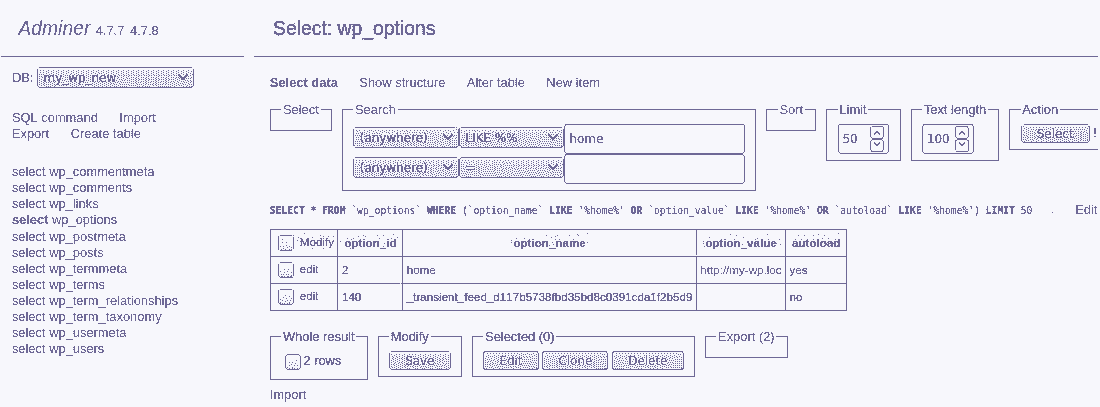 Adminer 4.7.7 4.7.8
Select: wp_options
DB: my_wp_new
SQL command Import
Export Create table
select wp_commentmeta
select wp_comments
select wp_links
select wp_options
select wp_postmeta
select wp_posts
select wp_termmeta
select wp_terms
select wp_term_relationships
select wp_term_taxonomy
select wp_usermeta
select wp_users
Select data Show structure Alter table New item
Select Search Sort Limit Text length Action
(anywhere) LIKE %% home 50 100 Select !
(anywhere) =
SELECT * FROM `wp_options` WHERE (`option_name` LIKE '%home%' OR `option_value` LIKE '%home%' OR `autoload` LIKE '%home%') LIMIT 50 Edit
Modify option_id option_name option_value autoload
edit 2 home http://my-wp.loc yes
edit 140 _transient_feed_d117b5738fbd35bd8c0391cda1f2b5d9 no
Whole result Modify Selected (0) Export (2)
2 rows Save Edit Clone Delete
Import